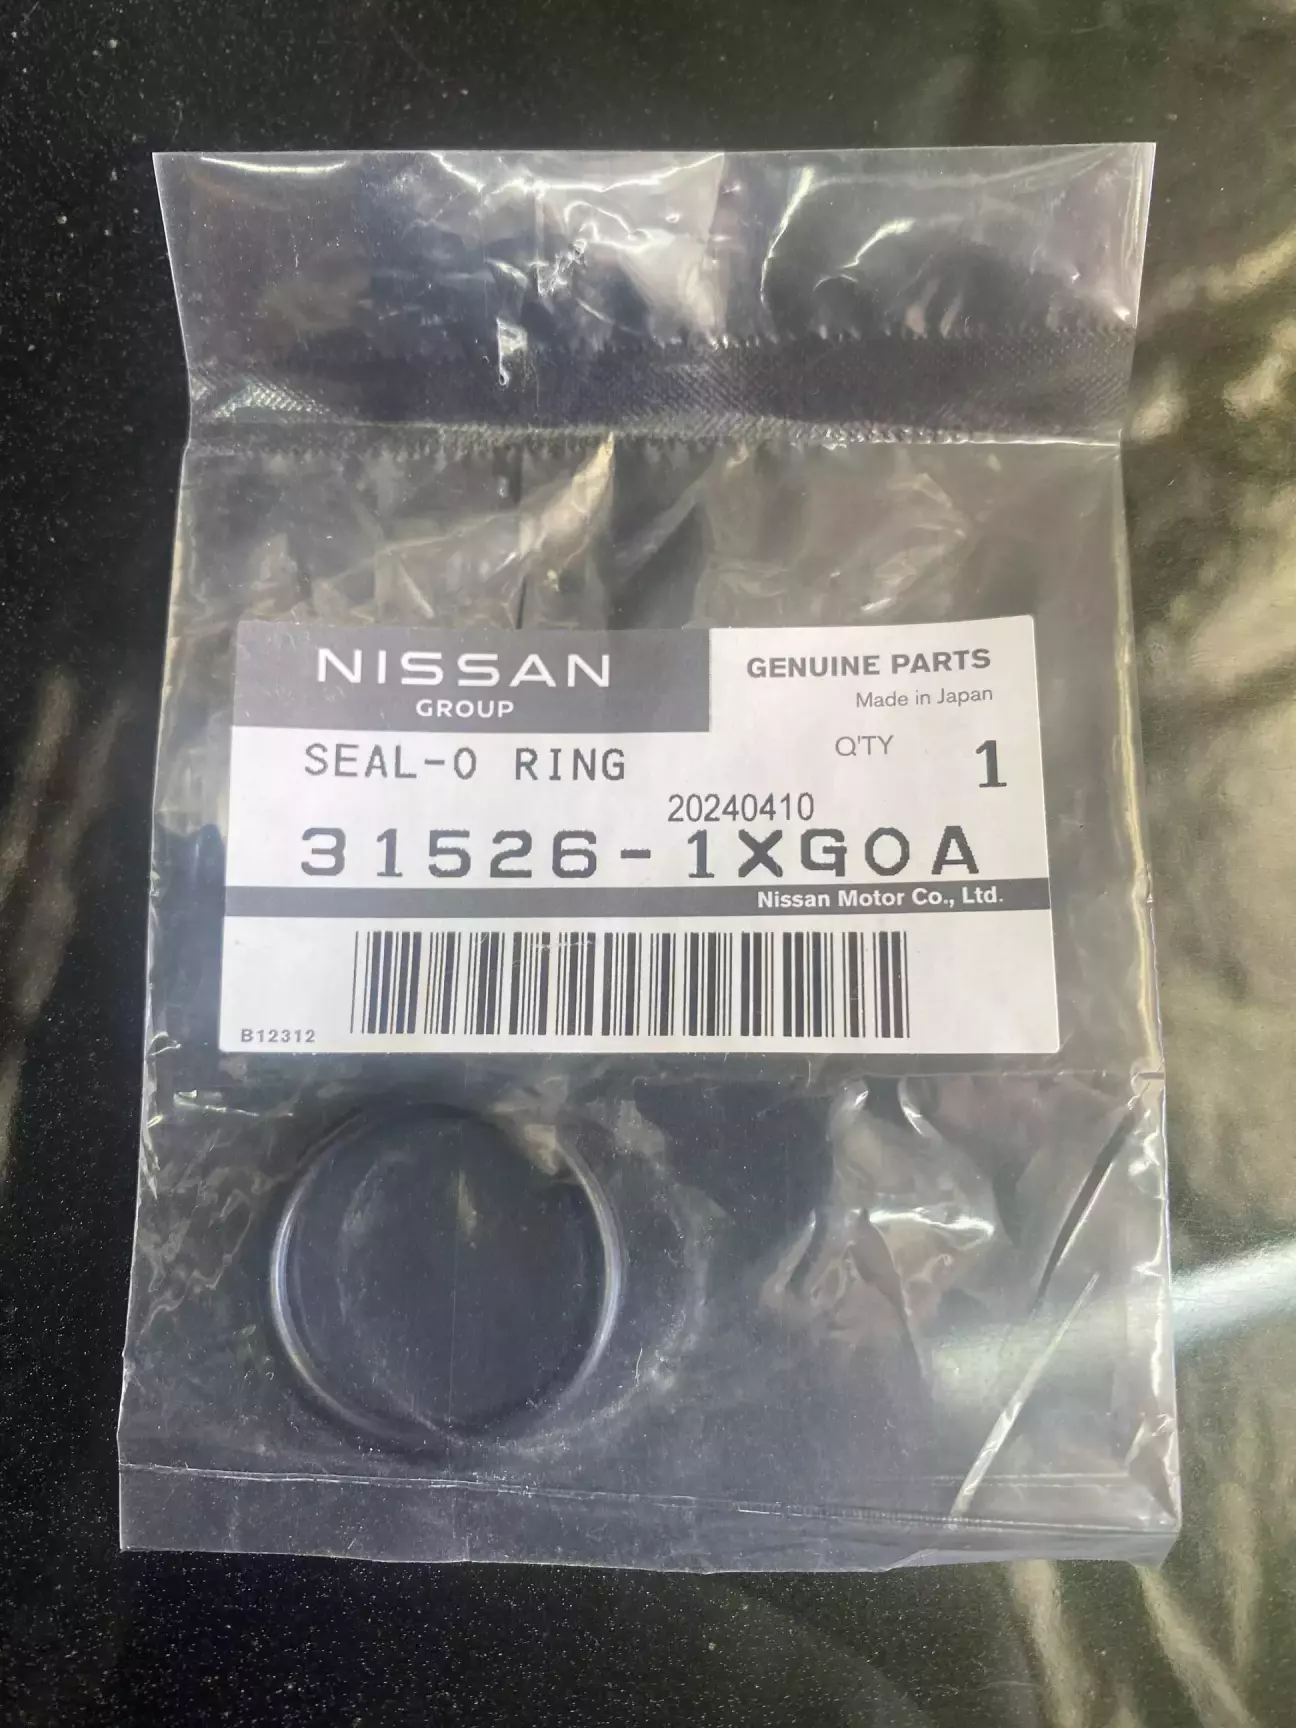 NISSAN
GROUP
GENUINE PARTS
Made in Japan
SEAL-O RING
Q'TY 1
20240410
31526-1XG0A
Nissan Motor Co., Ltd.
B12312